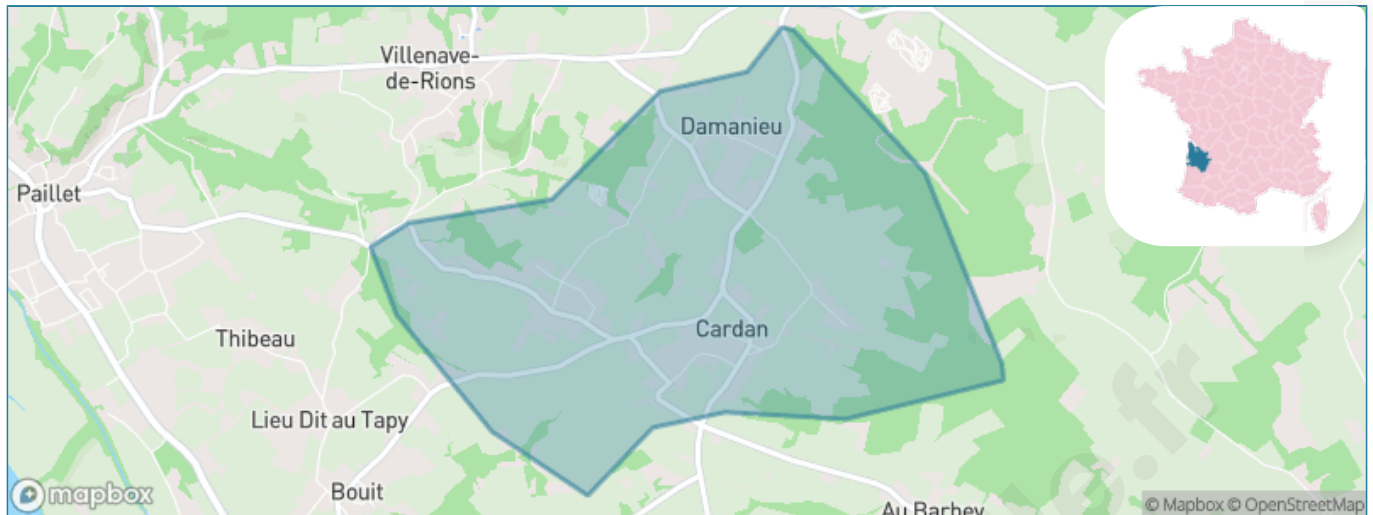 Villenave-
de-Rions
Damanieu
Paillet
Cardan
Thibeau
Lieu Dit au Tapy
Bouit
Au Barbey
mapbox
© Mapbox © OpenStreetMap